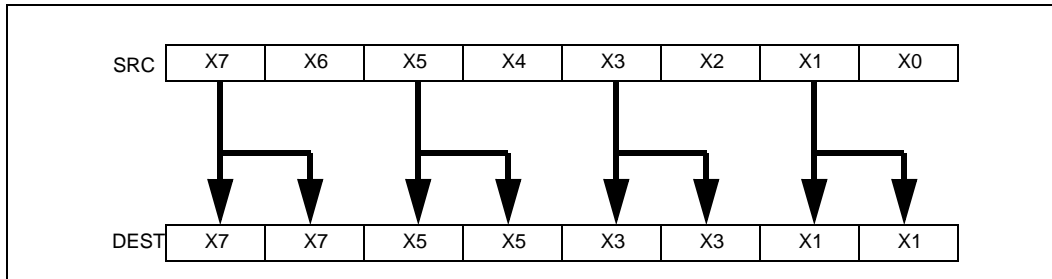 SRC X7 X6 X5 X4 X3 X2 X1 X0
DEST X7 X7 X5 X5 X3 X3 X1 X1